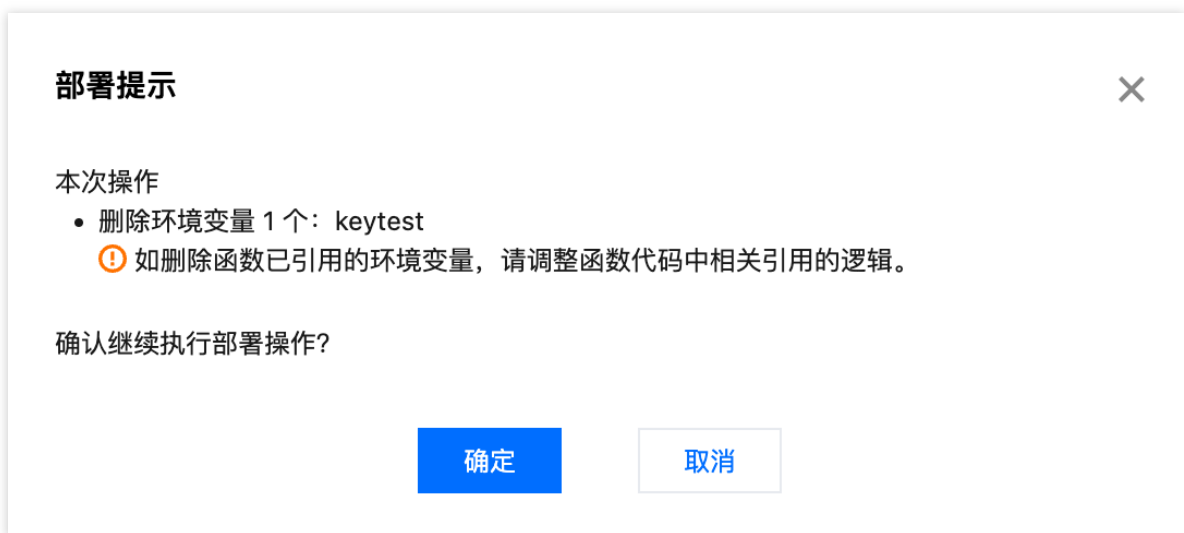 部署提示
本次操作
• 删除环境变量 1 个：keytest
如删除函数已引用的环境变量，请调整函数代码中相关引用的逻辑。
确认继续执行部署操作?
确定
取消